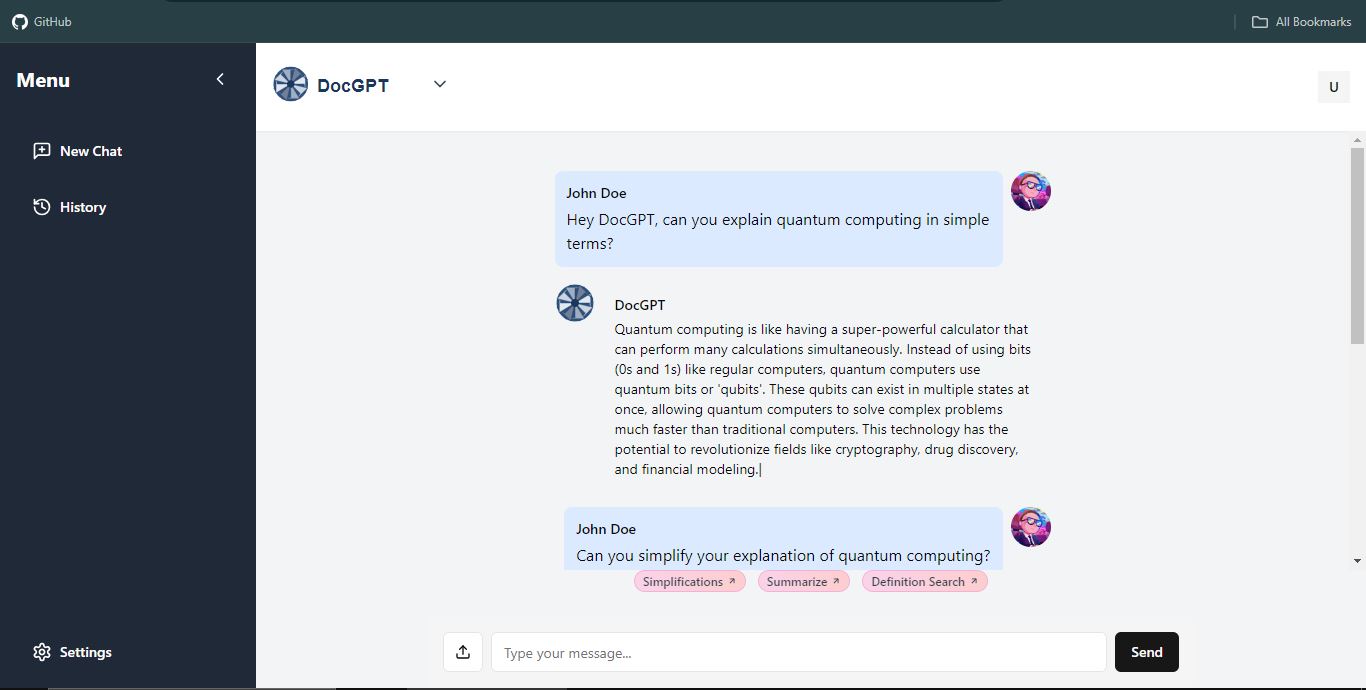 GitHub
All Bookmarks
Menu
DocGPT
U
New Chat
History
John Doe
Hey DocGPT, can you explain quantum computing in simple
terms?
DocGPT
Quantum computing is like having a super-powerful calculator that
can perform many calculations simultaneously. Instead of using bits
(0s and 1s) like regular computers, quantum computers use
quantum bits or 'qubits'. These qubits can exist in multiple states at
once, allowing quantum computers to solve complex problems
much faster than traditional computers. This technology has the
potential to revolutionize fields like cryptography, drug discovery,
and financial modeling.|
John Doe
Can you simplify your explanation of quantum computing?
Simplifications ↗ Summarize ↗ Definition Search ↗
Settings
Type your message...
Send